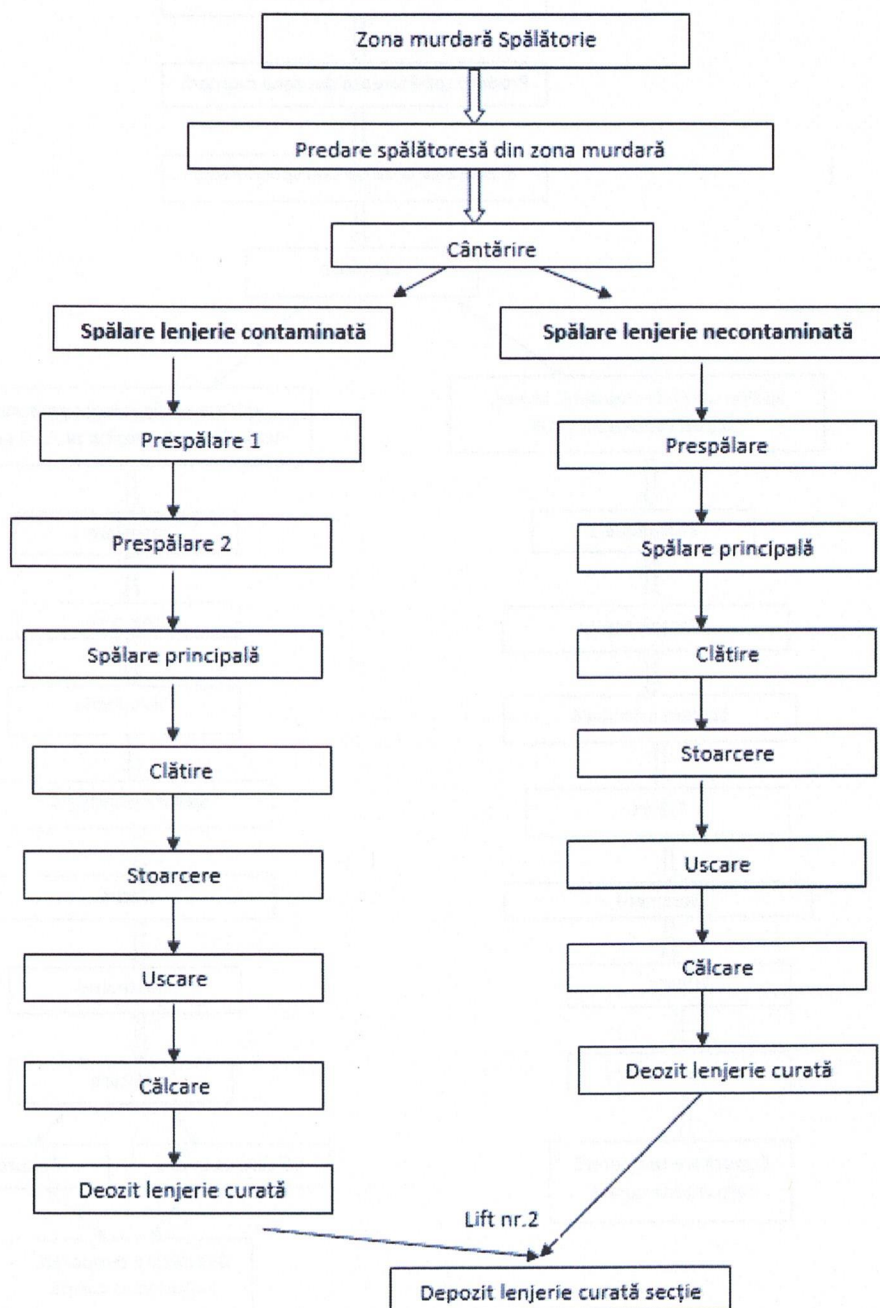 Zona murdară Spălătorie
Predare spălătoresă din zona murdară
Cântărire
Spălare lenjerie contaminată
Prespălare 1
Prespălare 2
Spălare principală
Clătire
Stoarcere
Uscare
Călcare
Deozit lenjerie curată
Spălare lenjerie necontaminată
Prespălare
Spălare principală
Clătire
Stoarcere
Uscare
Călcare
Deozit lenjerie curată
Lift nr.2
Depozit lenjerie curată secție